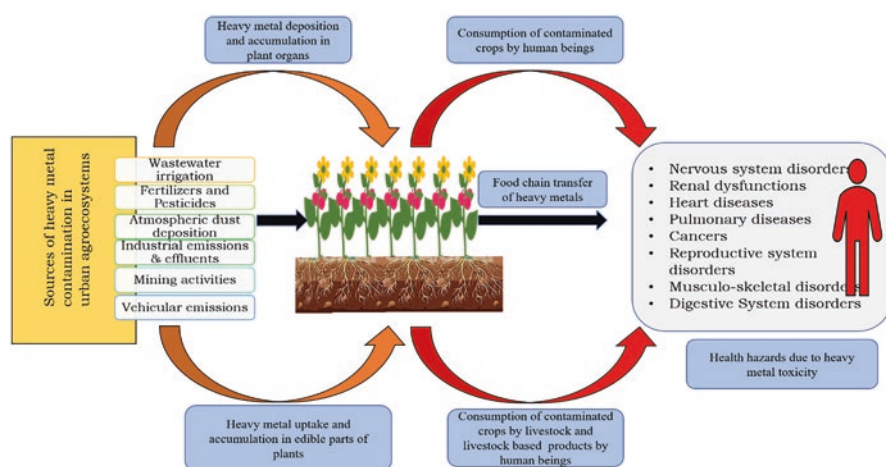 Heavy metal deposition
and accumulation in
plant organs
Consumption of contaminated
crops by human beings
Sources of heavy metal
contamination in
urban agroecosystems
Wastewater
irrigation
Fertilizers and
Pesticides
Atmospheric dust
deposition
Industrial emissions
& effluents
Mining activities
Vehicular emissions
Food chain transfer
of heavy metals
• Nervous system disorders
• Renal dysfunctions
• Heart diseases
• Pulmonary diseases
• Cancers
• Reproductive system
disorders
• Musculo-skeletal disorders
• Digestive System disorders
Health hazards due to heavy
metal toxicity
Heavy metal uptake and
accumulation in edible parts of
plants
Consumption of contaminated
crops by livestock and
livestock based products by
human beings